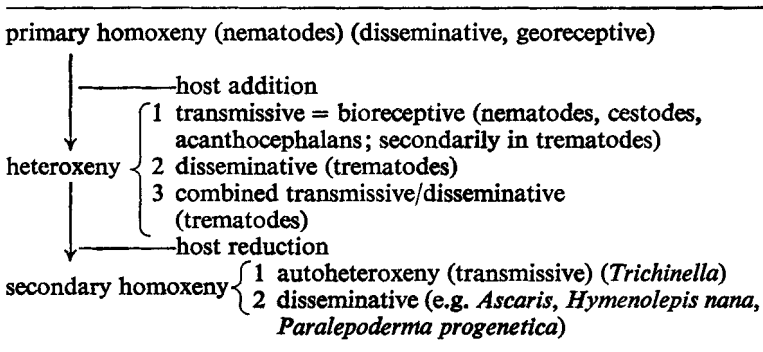 primary homoxeny (nematodes) (disseminative, georeceptive)
host addition
1 transmissive = bioreceptive (nematodes, cestodes,
acanthocephalans; secondarily in trematodes)
heteroxeny 2 disseminative (trematodes)
3 combined transmissive/disseminative
(trematodes)
host reduction
1 autoheteroxeny (transmissive) (Trichinella)
secondary homoxeny
2 disseminative (e.g. Ascaris, Hymenolepis nana,
Paralepoderma progenetica)